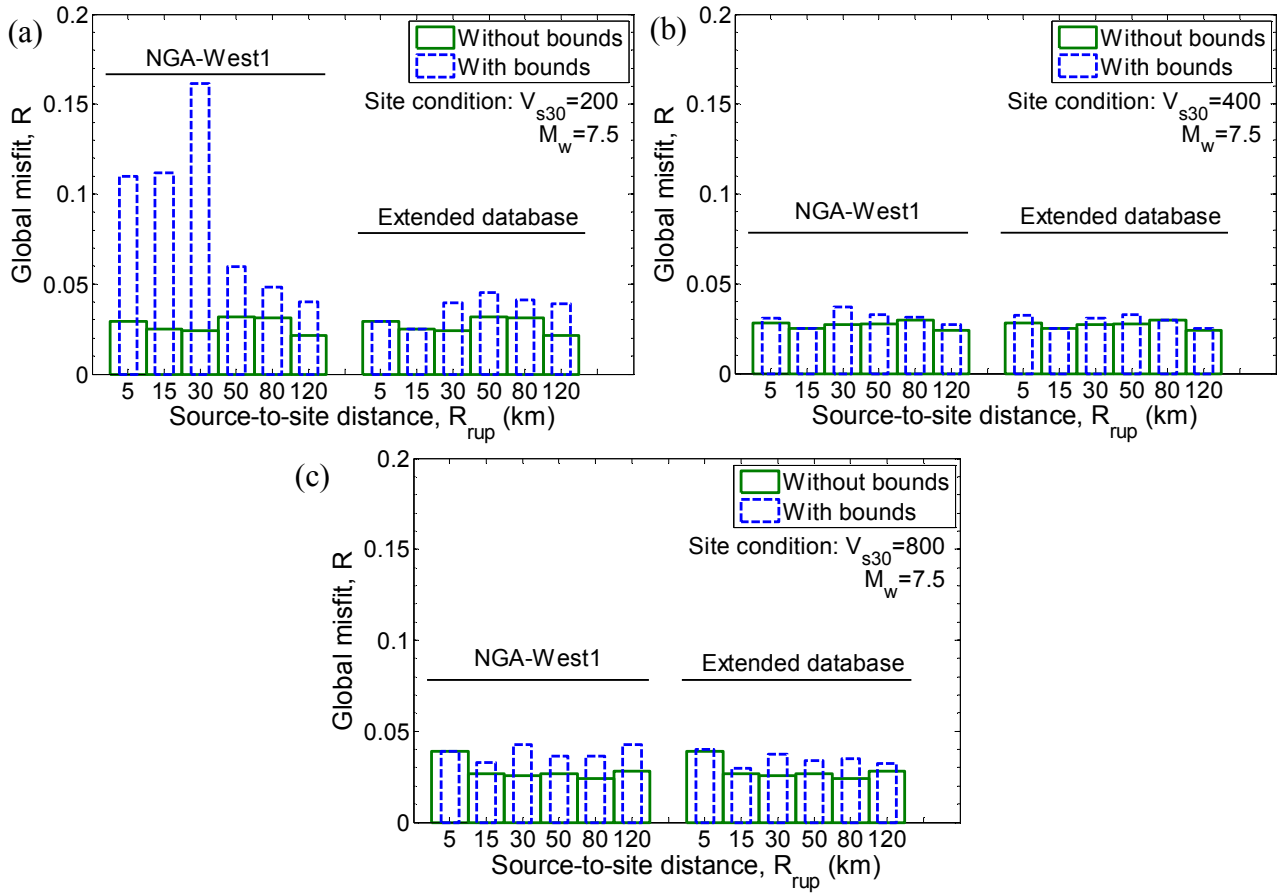 (a)
Global misfit, R
0.2
0.15
0.1
0.05
0
NGA-West1
Without bounds
With bounds
Site condition: Vs30=200
Mw=7.5
Extended database
5 15 30 50 80 120 5 15 30 50 80 120
Source-to-site distance, Rrup (km)
(b)
Global misfit, R
0.2
0.15
0.1
0.05
0
Without bounds
With bounds
Site condition: Vs30=400
Mw=7.5
NGA-West1
Extended database
5 15 30 50 80 120 5 15 30 50 80 120
Source-to-site distance, Rrup (km)
(c)
Global misfit, R
0.2
0.15
0.1
0.05
0
Without bounds
With bounds
Site condition: Vs30=800
Mw=7.5
NGA-West1
Extended database
5 15 30 50 80 120 5 15 30 50 80 120
Source-to-site distance, Rrup (km)